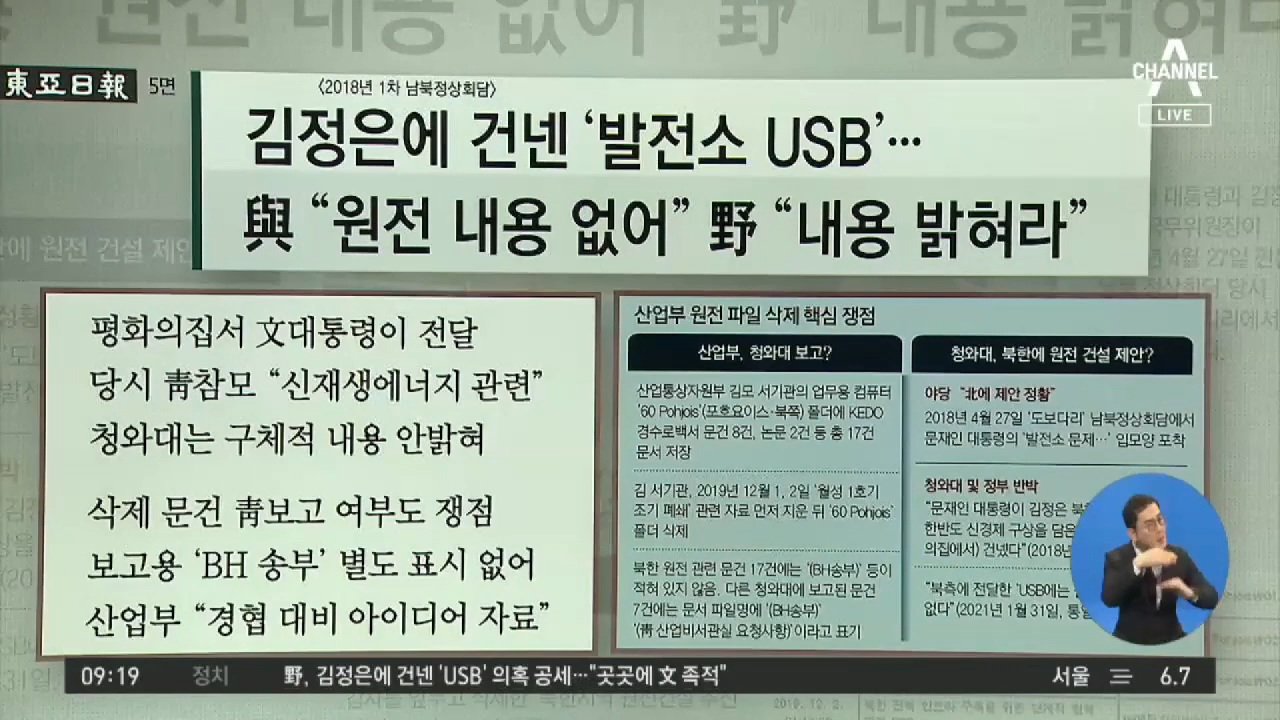 東亞日報 5면
CHANNEL A
LIVE
〈2018년 1차 남북정상회담〉
김정은에 건넨 '발전소 USB'…
與 “원전 내용 없어” 野 “내용 밝혀라”
평화의집서 文대통령이 전달
당시 靑참모 “신재생에너지 관련”
청와대는 구체적 내용 안밝혀
삭제 문건 靑보고 여부도 쟁점
보고용 'BH 송부' 별도 표시 없어
산업부 “경협 대비 아이디어 자료”
산업부 원전 파일 삭제 핵심 쟁점
산업부, 청와대 보고?
산업통상자원부 김모 서기관의 업무용 컴퓨터
'60 Pohjois'(포흐요이스·북쪽) 폴더에 KEDO
경수로백서 문건 8건, 논문 2건 등 총 17건
문서 저장
김 서기관, 2019년 12월 1, 2일 '월성 1호기
조기 폐쇄' 관련 자료 먼저 지운 뒤 '60 Pohjois'
폴더 삭제
북한 원전 관련 문건 17건에는 '(BH송부)' 등이
적혀 있지 않음. 다른 청와대에 보고된 문건
7건에는 문서 파일명에 '(BH송부)'
'(靑 산업비서관실 요청사항)'이라고 표기
청와대, 북한에 원전 건설 제안?
야당 “北에 제안 정황”
2018년 4월 27일 '도보다리' 남북정상회담에서
문재인 대통령의 '발전소 문제…' 입모양 포착
청와대 및 정부 반박
“문재인 대통령이 김정은
한반도 신경제 구상을 담은
의집에서) 건넸다”(2018년
“북측에 전달한 'USB에는
없다”(2021년 1월 31일, 통일
09:19 정치 野, 김정은에 건넨 'USB' 의혹 공세…"곳곳에 文 족적" 서울 6.7